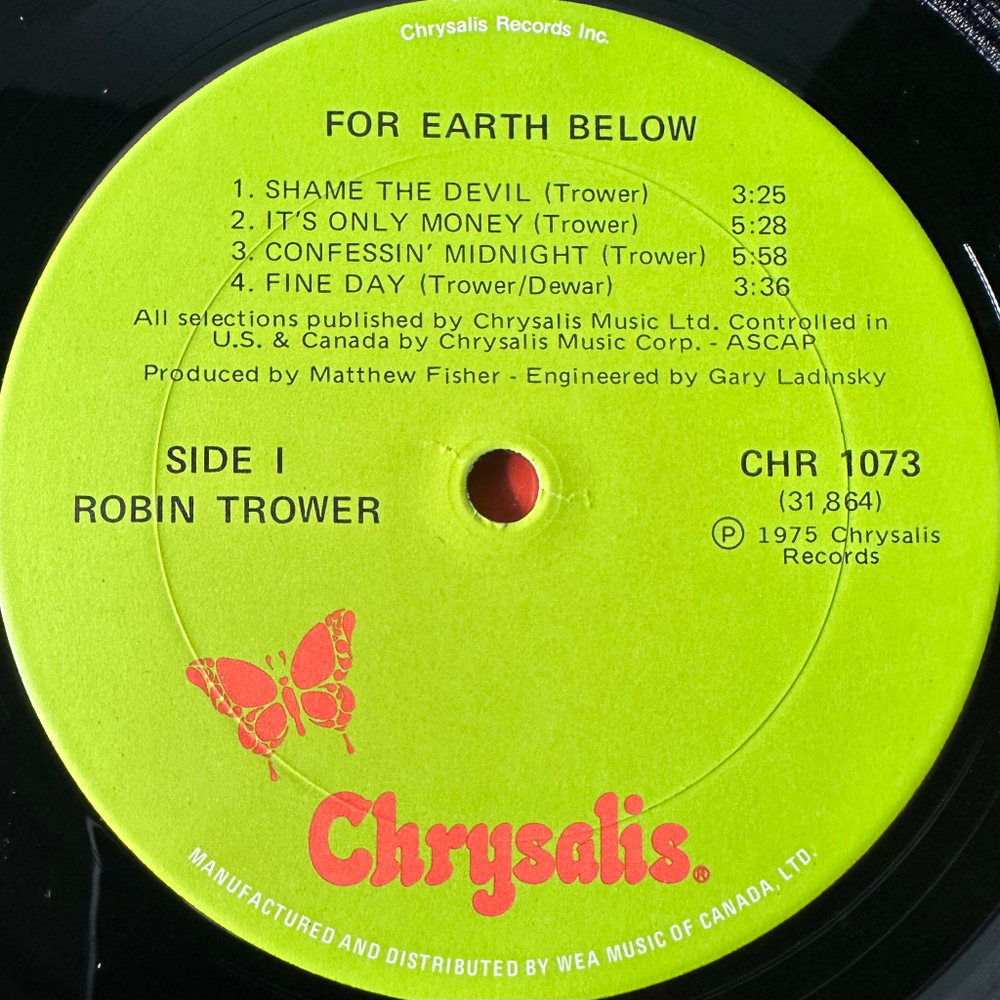 Chrysalis Records Inc.
FOR EARTH BELOW
1. SHAME THE DEVIL (Trower) 3:25
2. IT'S ONLY MONEY (Trower) 5:28
3. CONFESSIN' MIDNIGHT (Trower) 5:58
4. FINE DAY (Trower/Dewar) 3:36
All selections published by Chrysalis Music Ltd. Controlled in
U.S. & Canada by Chrysalis Music Corp. - ASCAP
Produced by Matthew Fisher - Engineered by Gary Ladinsky
SIDE I
ROBIN TROWER
CHR 1073
(31,864)
Ⓟ 1975 Chrysalis
Records
Chrysalis®
MANUFACTURED AND DISTRIBUTED BY WEA MUSIC OF CANADA, LTD.